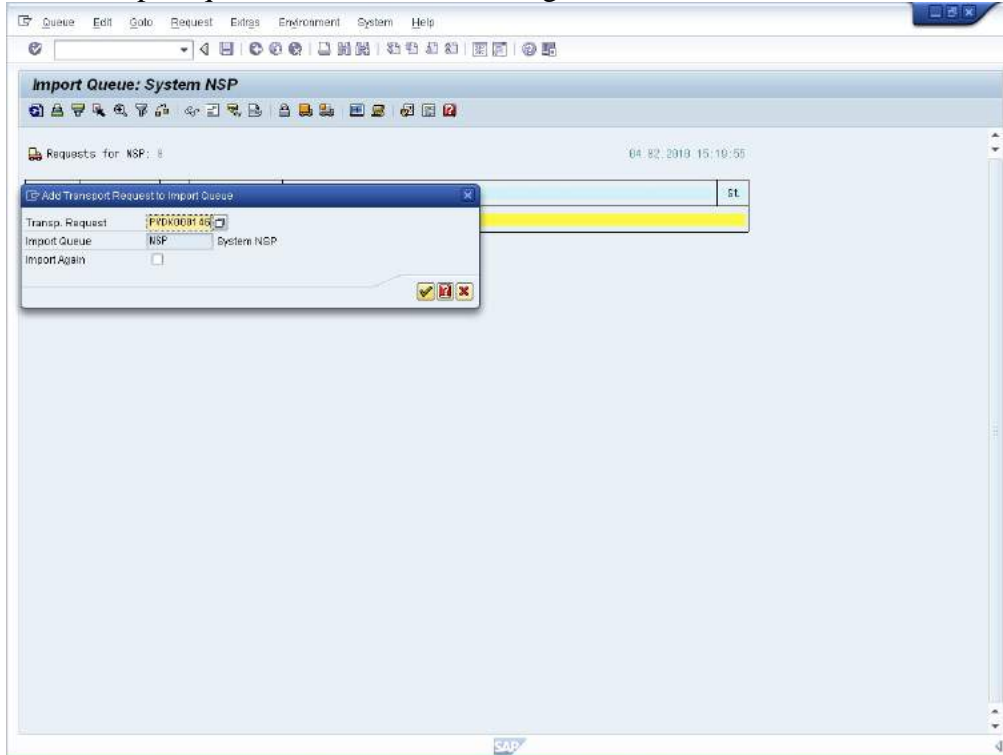 Queue Edit Goto Request Extras Environment System Help
Import Queue: System NSP
Requests for NSP: 0
04.02.2010 15:19:55
St.
Add Transport Request to Import Queue
Transp. Request PYDK008146
Import Queue NSP System NSP
Import Again
SAP